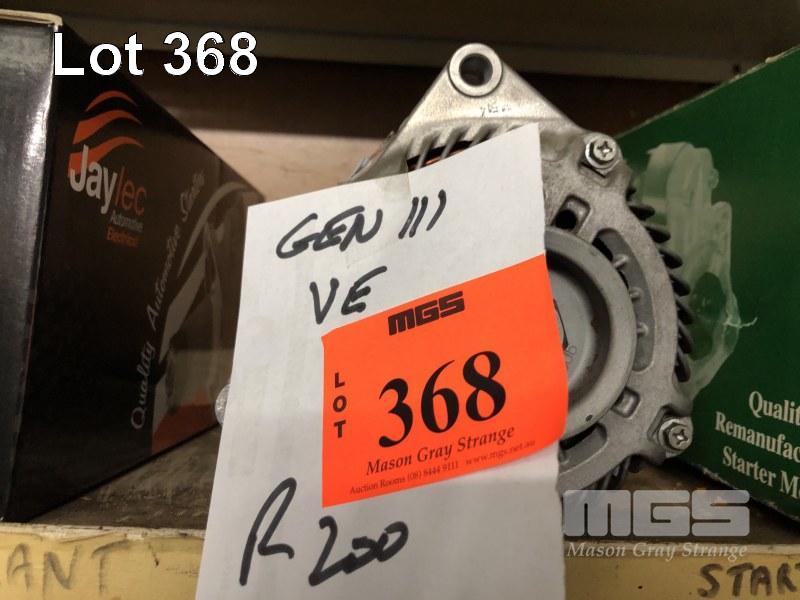 Lot 368
Jaylec
Automotive
Electrical
Quality Automotive
GEN III
VE
MGS
LOT
368
Mason Gray Strange
Auction Rooms (08) 8444 9111 www.mgs.net.au
R 200
Qualit
Remanufac
Starter M
MGS
Mason Gray Strange
ANT
STAR